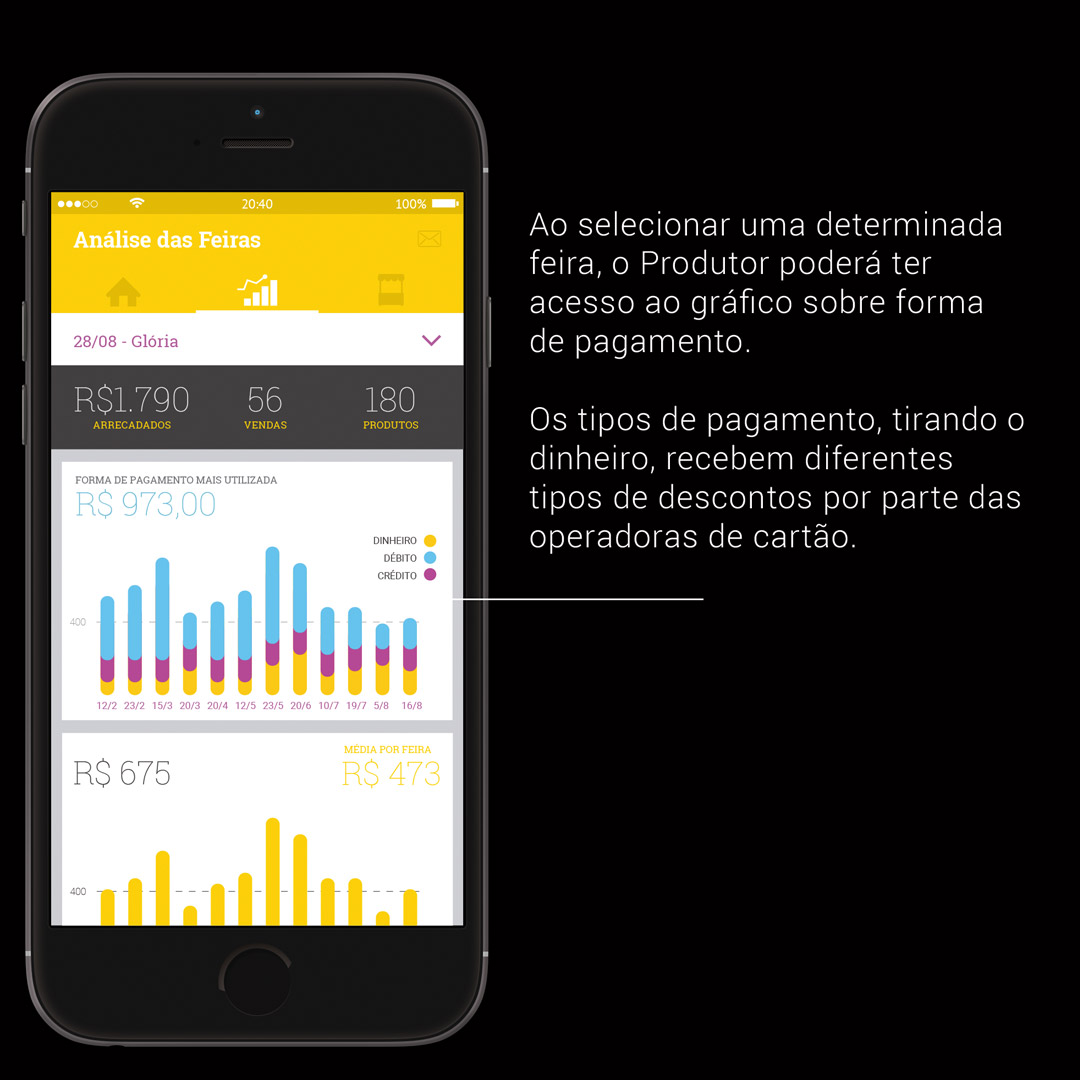 20:40
100%
Análise das Feiras
28/08 - Glória
R$1.790 56 180
ARRECADADOS VENDAS PRODUTOS
FORMA DE PAGAMENTO MAIS UTILIZADA
R$ 973,00
DINHEIRO
DÉBITO
CRÉDITO
400
12/2 23/2 15/3 20/3 20/4 12/5 23/5 20/6 10/7 19/7 5/8 16/8
MÉDIA POR FEIRA
R$ 675 R$ 473
400
Ao selecionar uma determinada
feira, o Produtor poderá ter
acesso ao gráfico sobre forma
de pagamento.
Os tipos de pagamento, tirando o
dinheiro, recebem diferentes
tipos de descontos por parte das
operadoras de cartão.